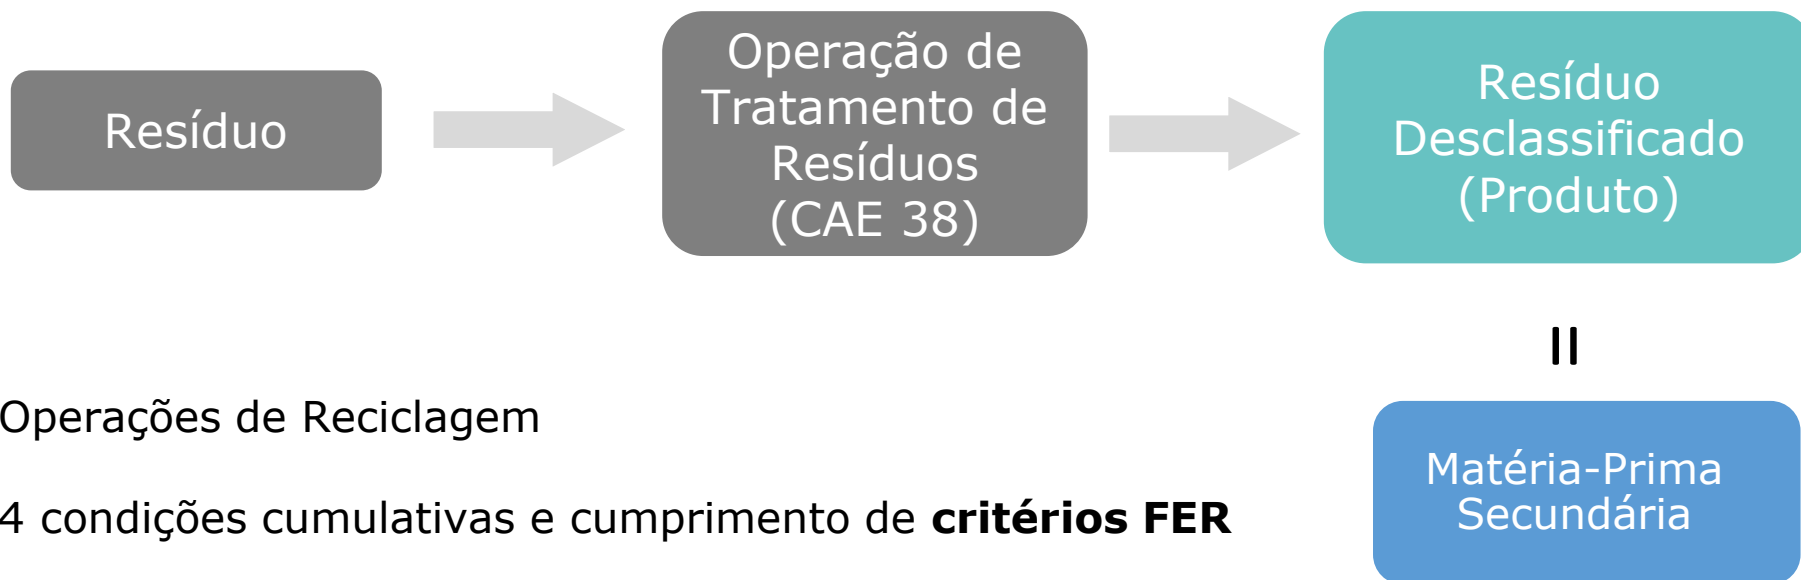 Resíduo
Operação de
Tratamento de
Resíduos
(CAE 38)
Resíduo
Desclassificado
(Produto)
=
Operações de Reciclagem
4 condições cumulativas e cumprimento de critérios FER
Matéria-Prima
Secundária